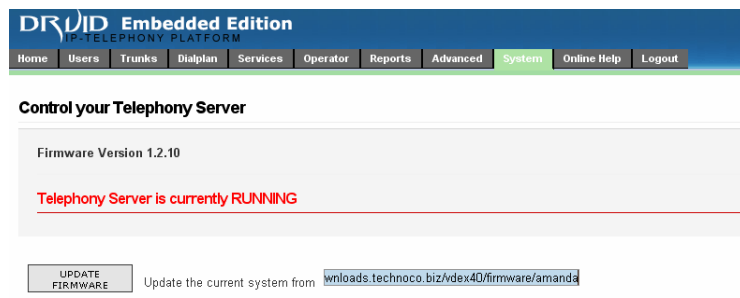 DRUID Embedded Edition
IP-TELEPHONY PLATFORM
Home Users Trunks Dialplan Services Operator Reports Advanced System Online Help Logout
Control your Telephony Server
Firmware Version 1.2.10
Telephony Server is currently RUNNING
UPDATE FIRMWARE Update the current system from wnloads.technoco.biz/vdex40/firmware/amanda